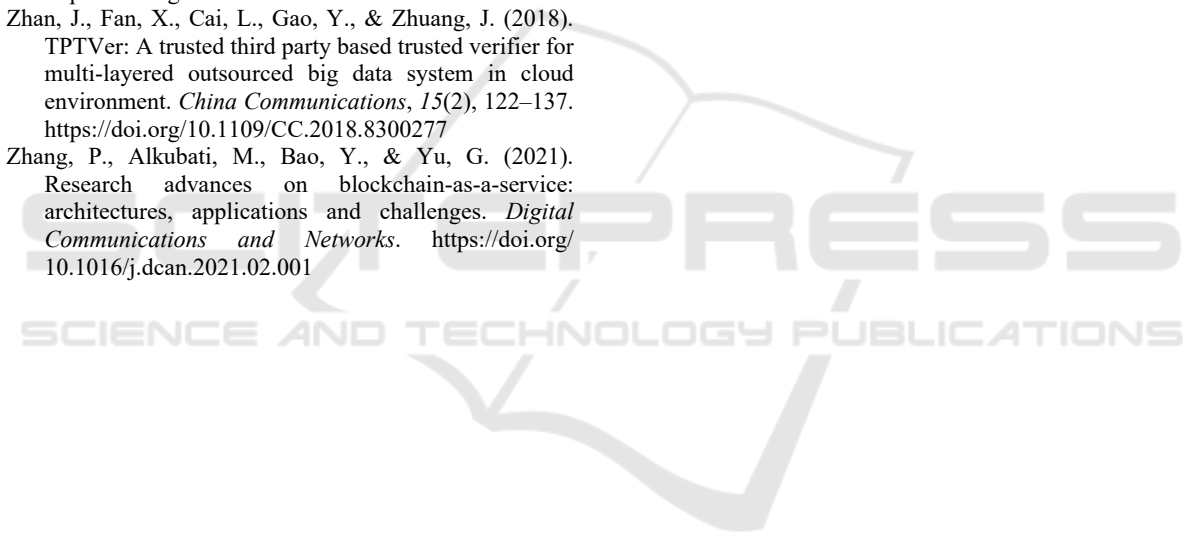 Zhan, J., Fan, X., Cai, L., Gao, Y., & Zhuang, J. (2018).
TPTVer: A trusted third party based trusted verifier for
multi-layered outsourced big data system in cloud
environment. China Communications, 15(2), 122–137.
https://doi.org/10.1109/CC.2018.8300277
Zhang, P., Alkubati, M., Bao, Y., & Yu, G. (2021).
Research advances on blockchain-as-a-service:
architectures, applications and challenges. Digital
Communications and Networks. https://doi.org/
10.1016/j.dcan.2021.02.001
SCITEPRESS
SCIENCE AND TECHNOLOGY PUBLICATIONS